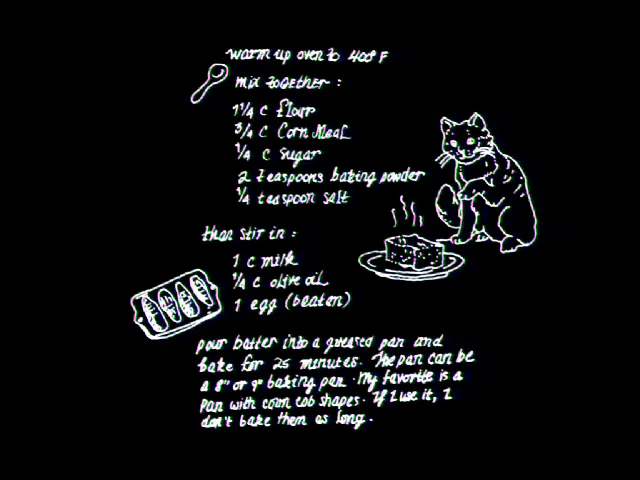 warm up oven to 400° F
mix together :
1 1/4 c flour
3/4 c Corn Meal
1/4 c sugar
2 teaspoons baking powder
1/4 teaspoon salt
then stir in :
1 c milk
1/4 c olive oil
1 egg (beaten)
pour batter into a greased pan and
bake for 25 minutes. The pan can be
a 8" or 9" baking pan. My favorite is a
pan with corn cob shapes. If I use it, I
don't bake them as long.